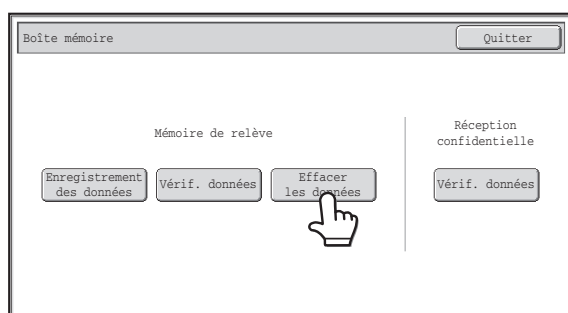 Boîte mémoire
Quitter
Mémoire de relève
Réception
confidentielle
Enregistrement
des données
Vérif. données
Effacer
les données
Vérif. données